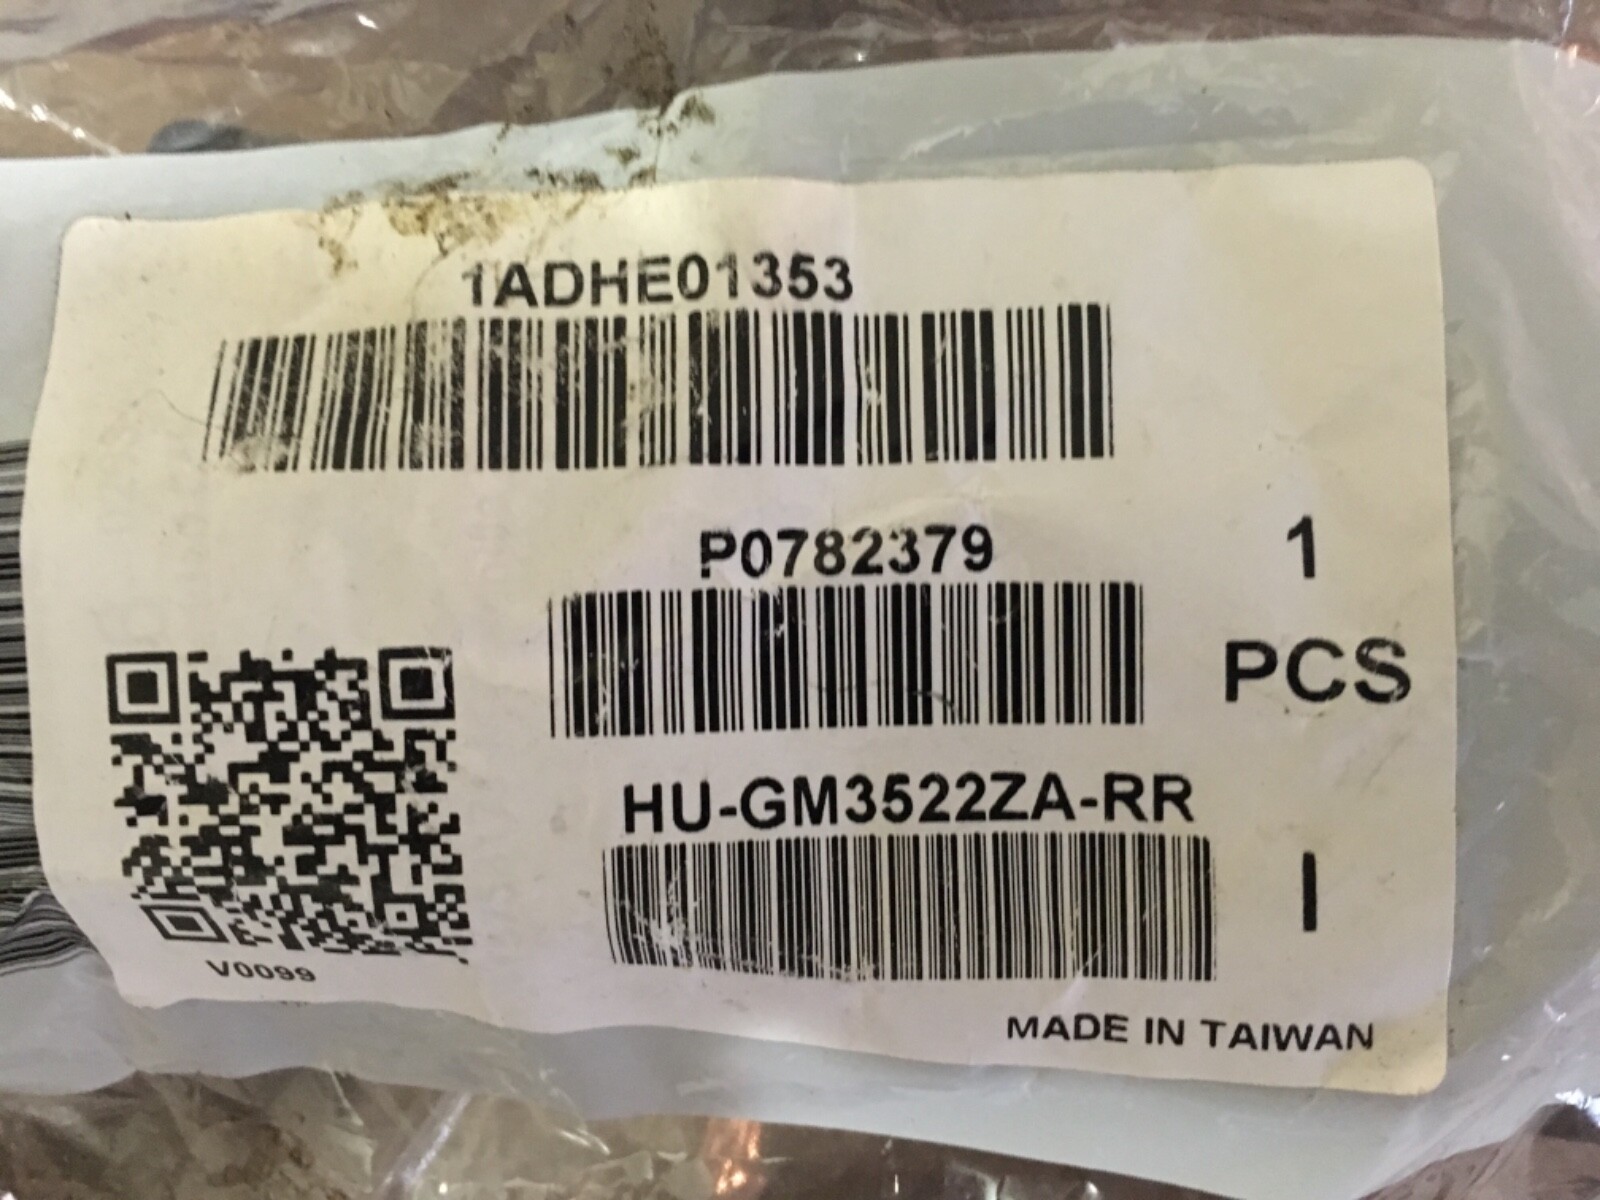 1ADHE01353
P0782379
1
PCS
HU-GM3522ZA-RR
I
V0099
MADE IN TAIWAN